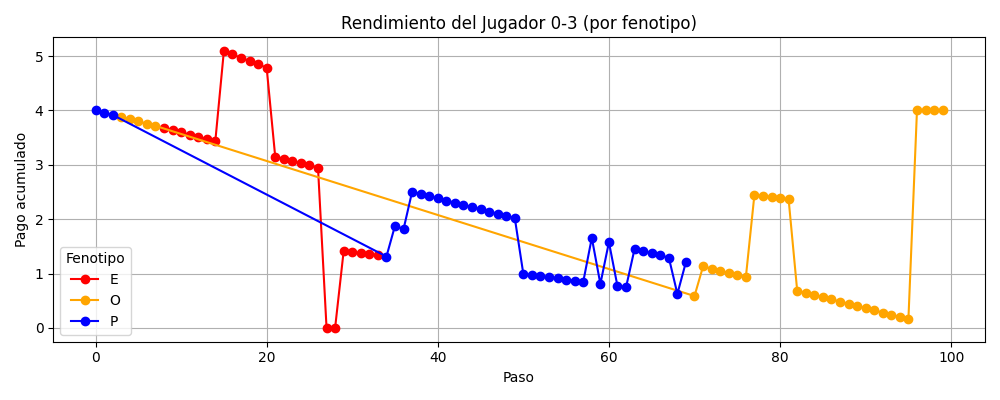 Rendimiento del Jugador 0-3 (por fenotipo)
Pago acumulado
5
4
3
2
1
0
Fenotipo
E
O
P
0 20 40 60 80 100
Paso